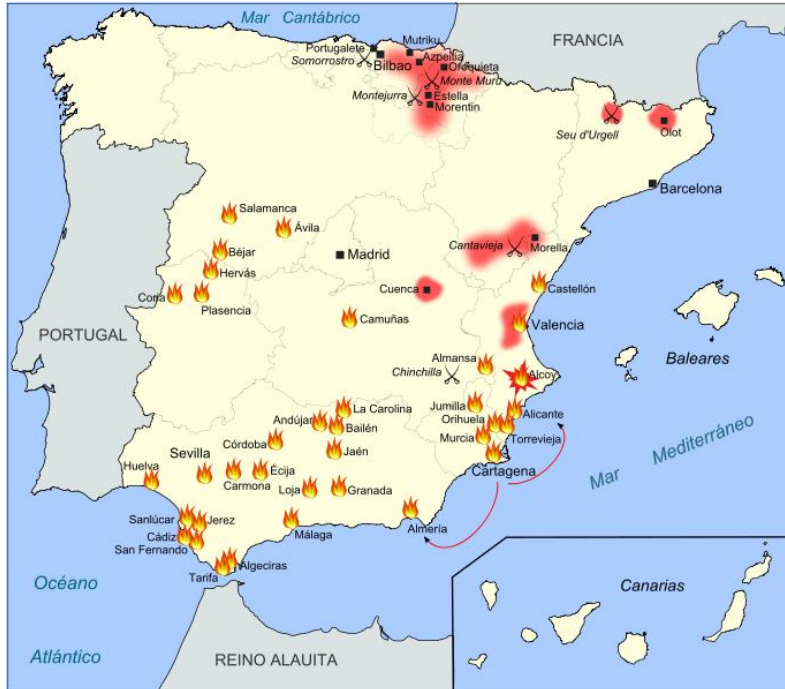 Mar Cantábrico
FRANCIA
Mutriku
Portugalete
Azpeitia
Somorrostro
Bilbao
Oroquieta
Monte Muru
Montejurra
Estella
Morentin
Seu d'Urgell
Olot
Barcelona
Salamanca
Ávila
Béjar
Madrid
Cantavieja
Morella
Hervás
Coria
Plasencia
Cuenca
Castellón
Camuñas
Valencia
PORTUGAL
Almansa
Baleares
Chinchilla
Alcoy
La Carolina
Jumilla
Alicante
Andújar
Bailén
Orihuela
Córdoba
Murcia
Torrevieja
Mar Mediterráneo
Sevilla
Jaén
Huelva
Écija
Cartagena
Carmona
Loja
Granada
Sanlúcar
Jerez
Almería
Cádiz
Málaga
San Fernando
Algeciras
Tarifa
Océano
Canarias
Atlántico
REINO ALAUITA